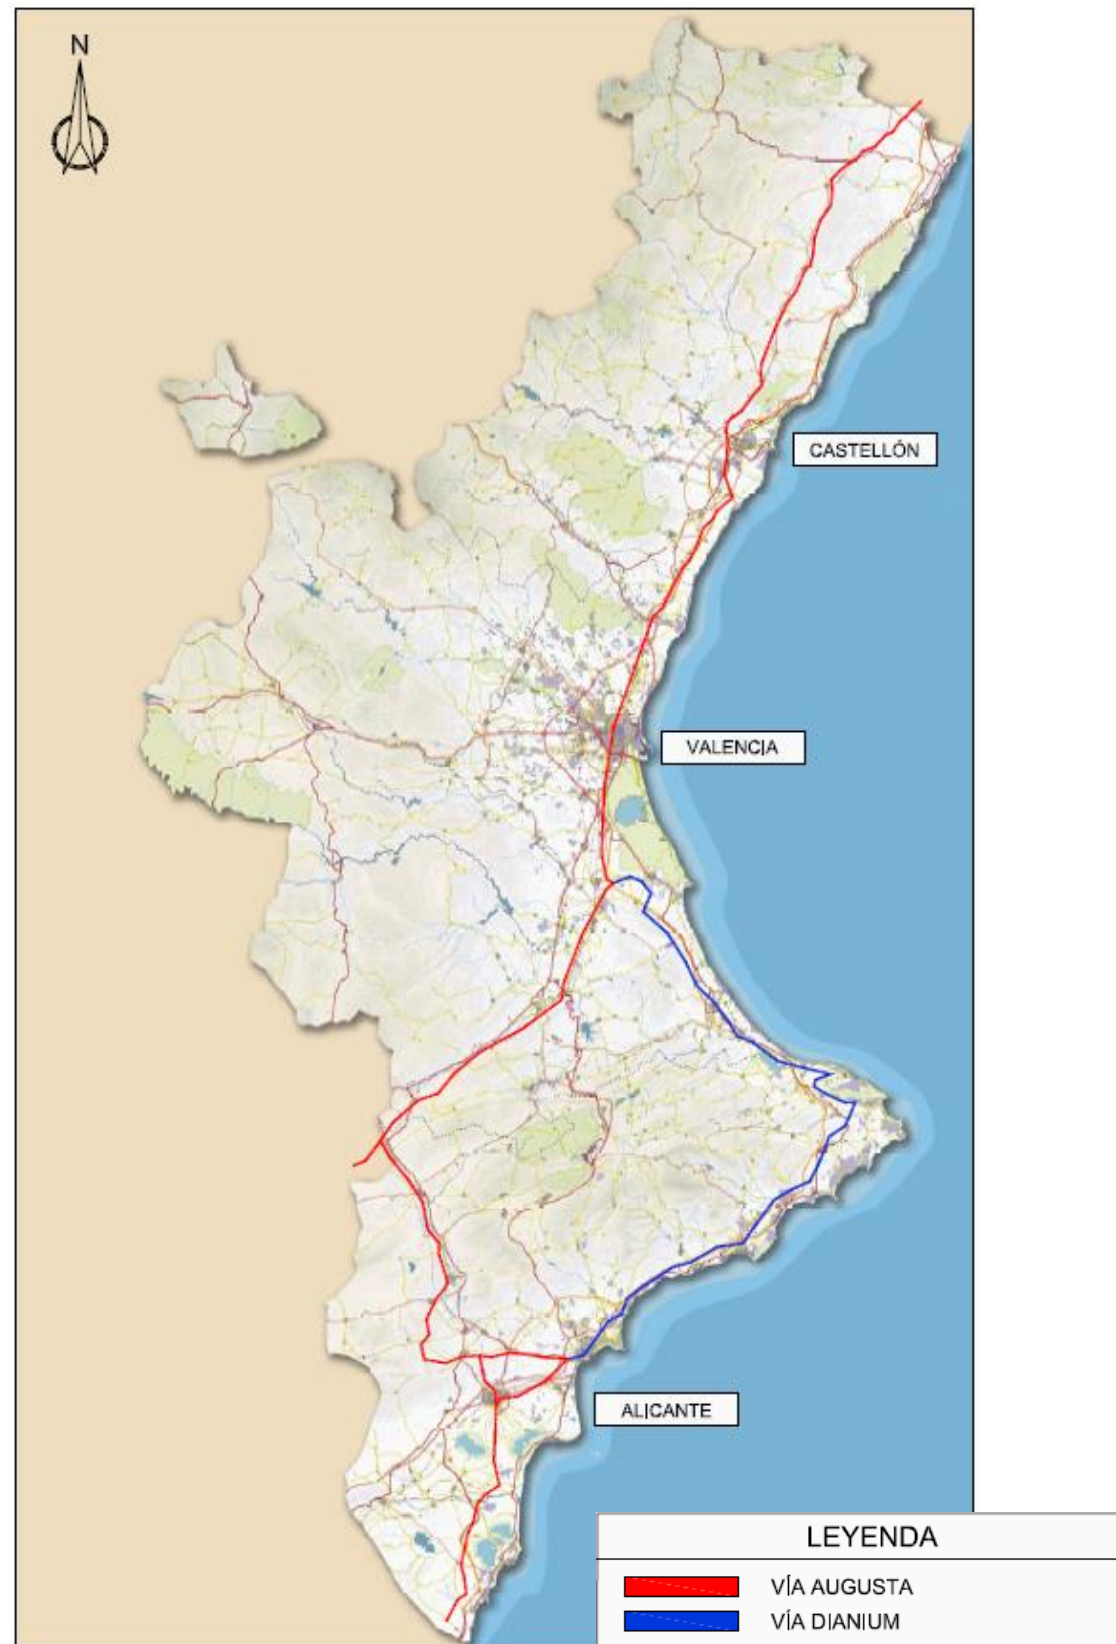 N
CASTELLÓN
VALENCIA
ALICANTE
LEYENDA
VÍA AUGUSTA
VÍA DIANIUM